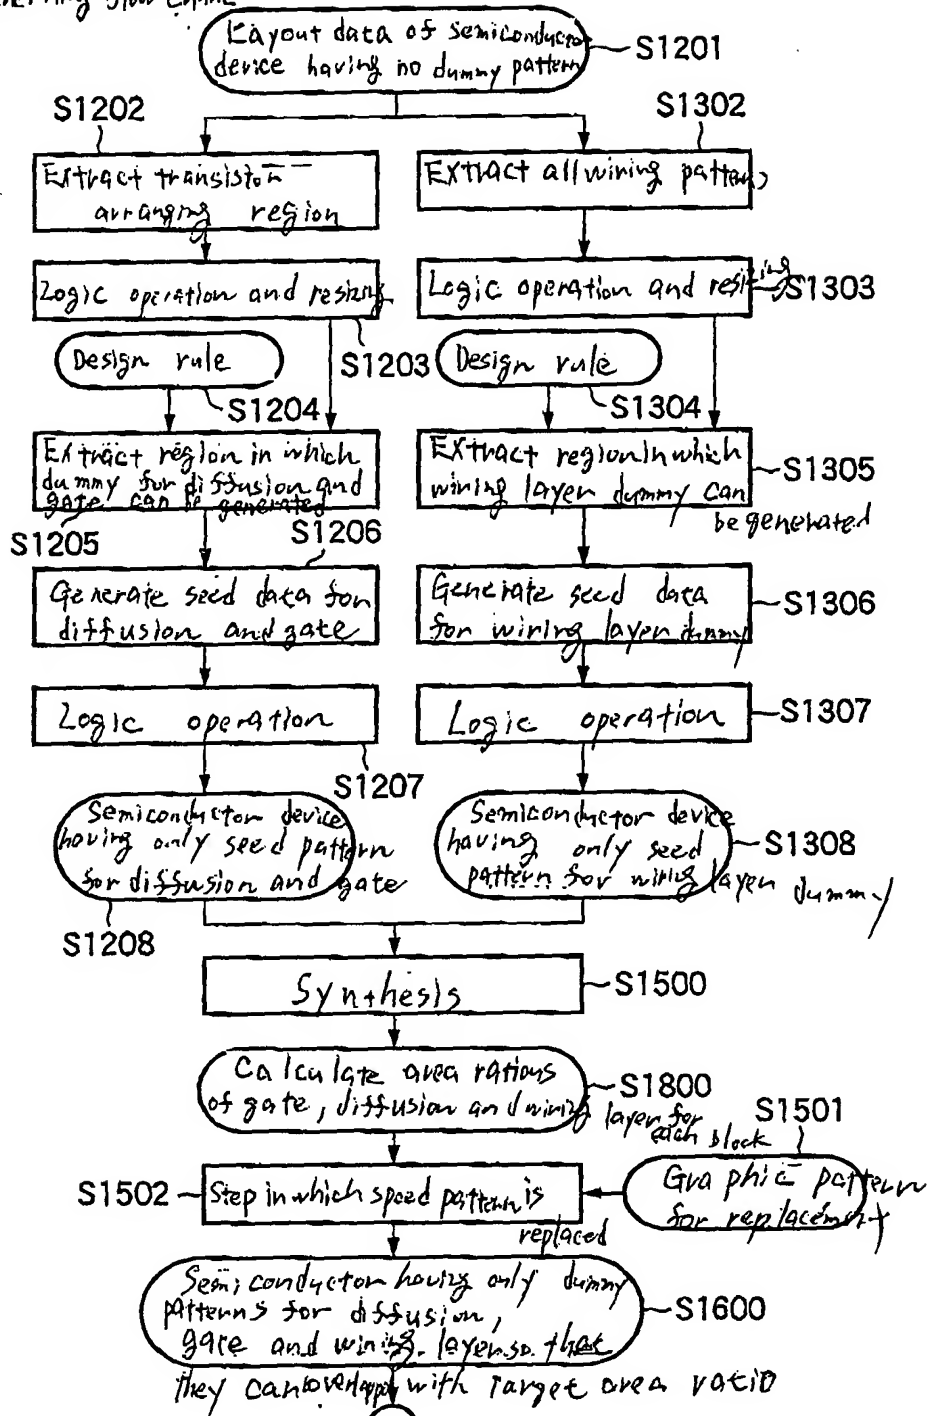 Layout data of semiconductor
device having no dummy pattern
S1201
S1202
S1302
Extract transistor
arranging region
Extract all wiring patterns
Logic operation and resizing
Logic operation and resizing
S1303
S1203
Design rule
Design rule
S1204
S1304
Extract region in which
dummy for diffusion and
gate can be generated
Extract region in which
wiring layer dummy can
be generated
S1305
S1205
S1206
Generate seed data for
diffusion and gate
Generate seed data
for wiring layer dummy
S1306
Logic operation
Logic operation
S1307
S1207
Semiconductor device
having only seed pattern
for diffusion and gate
Semiconductor device
having only seed
pattern for wiring layer dummy
S1308
S1208
Synthesis
S1500
Calculate area rations
of gate, diffusion and wiring layer for
each block
S1800
S1501
S1502
Step in which speed pattern is
replaced
Graphic pattern
for replacement
Semiconductor having only dummy
patterns for diffusion,
gate and wining layer so that
they can overlapped with Target area ratio
S1600